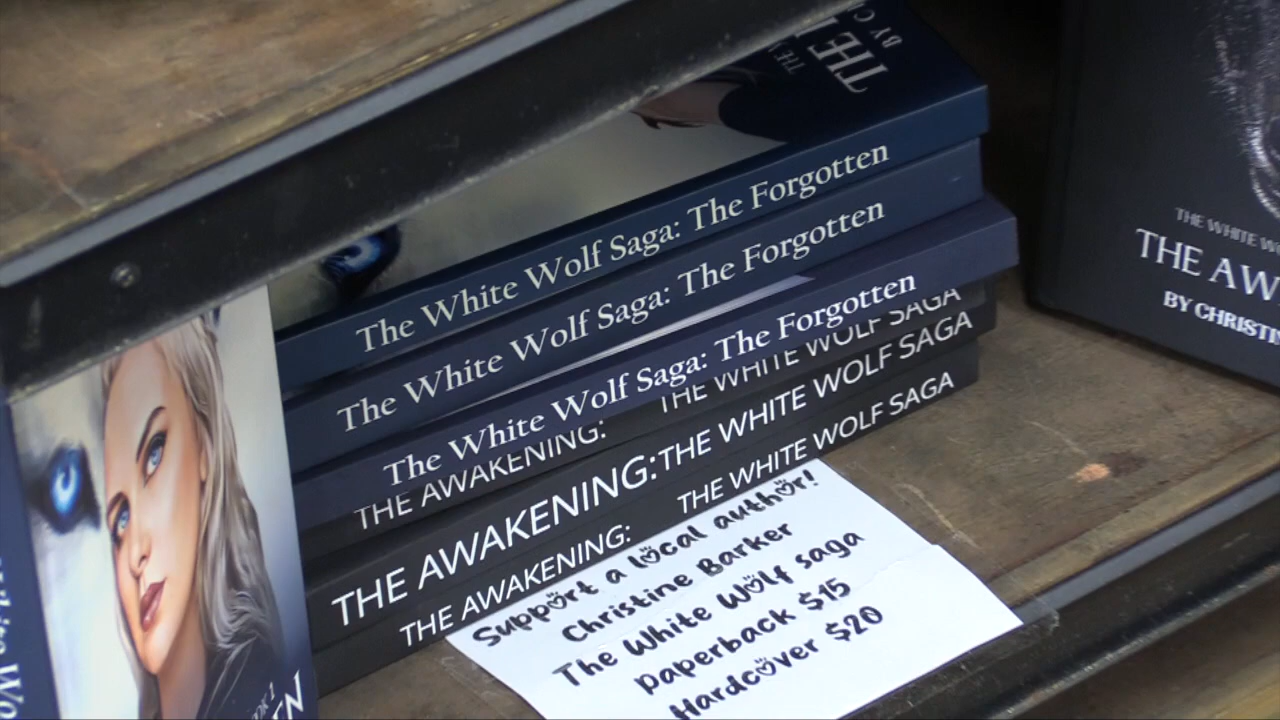 THE
BY
The White Wolf Saga: The Forgotten
The White Wolf Saga: The Forgotten
The White Wolf Saga: The Forgotten
THE AWAKENING: THE WHITE WOLF SAGA
THE AWAKENING: THE WHITE WOLF SAGA
THE AWAKENING: THE WHITE WOLF SAGA
Support a local author!
Christine Barker
The White Wolf saga
paperback $15
Hardcover $20
THE WHITE
THE AW
BY CHRISTIN